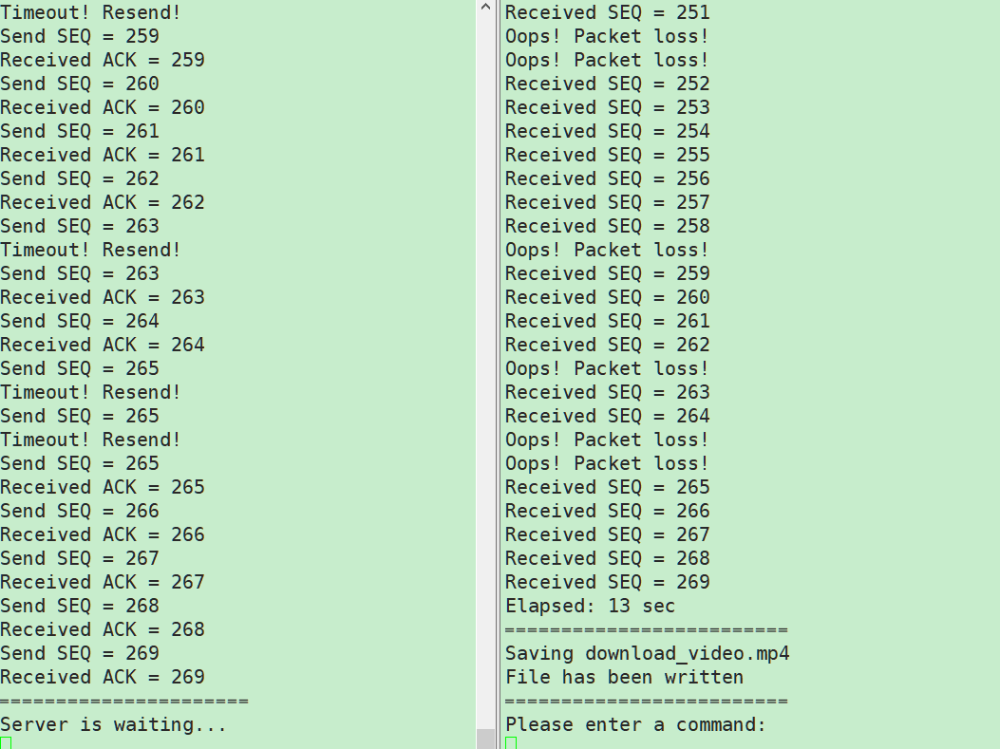 Timeout! Resend!
Send SEQ = 259
Received ACK = 259
Send SEQ = 260
Received ACK = 260
Send SEQ = 261
Received ACK = 261
Send SEQ = 262
Received ACK = 262
Send SEQ = 263
Timeout! Resend!
Send SEQ = 263
Received ACK = 263
Send SEQ = 264
Received ACK = 264
Send SEQ = 265
Timeout! Resend!
Send SEQ = 265
Timeout! Resend!
Send SEQ = 265
Received ACK = 265
Send SEQ = 266
Received ACK = 266
Send SEQ = 267
Received ACK = 267
Send SEQ = 268
Received ACK = 268
Send SEQ = 269
Received ACK = 269
======================
Server is waiting...
Received SEQ = 251
Oops! Packet loss!
Oops! Packet loss!
Received SEQ = 252
Received SEQ = 253
Received SEQ = 254
Received SEQ = 255
Received SEQ = 256
Received SEQ = 257
Received SEQ = 258
Oops! Packet loss!
Received SEQ = 259
Received SEQ = 260
Received SEQ = 261
Received SEQ = 262
Oops! Packet loss!
Received SEQ = 263
Received SEQ = 264
Oops! Packet loss!
Oops! Packet loss!
Received SEQ = 265
Received SEQ = 266
Received SEQ = 267
Received SEQ = 268
Received SEQ = 269
Elapsed: 13 sec
=========================
Saving download_video.mp4
File has been written
=========================
Please enter a command: